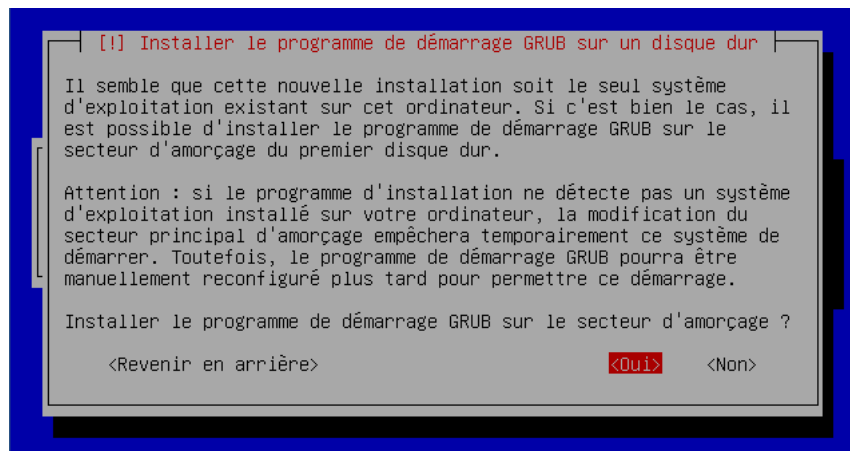 [!] Installer le programme de démarrage GRUB sur un disque dur
Il semble que cette nouvelle installation soit le seul système
d'exploitation existant sur cet ordinateur. Si c'est bien le cas, il
est possible d'installer le programme de démarrage GRUB sur le
secteur d'amorçage du premier disque dur.
Attention : si le programme d'installation ne détecte pas un système
d'exploitation installé sur votre ordinateur, la modification du
secteur principal d'amorçage empêchera temporairement ce système de
démarrer. Toutefois, le programme de démarrage GRUB pourra être
manuellement reconfiguré plus tard pour permettre ce démarrage.
Installer le programme de démarrage GRUB sur le secteur d'amorçage ?
<Revenir en arrière> <Oui> <Non>